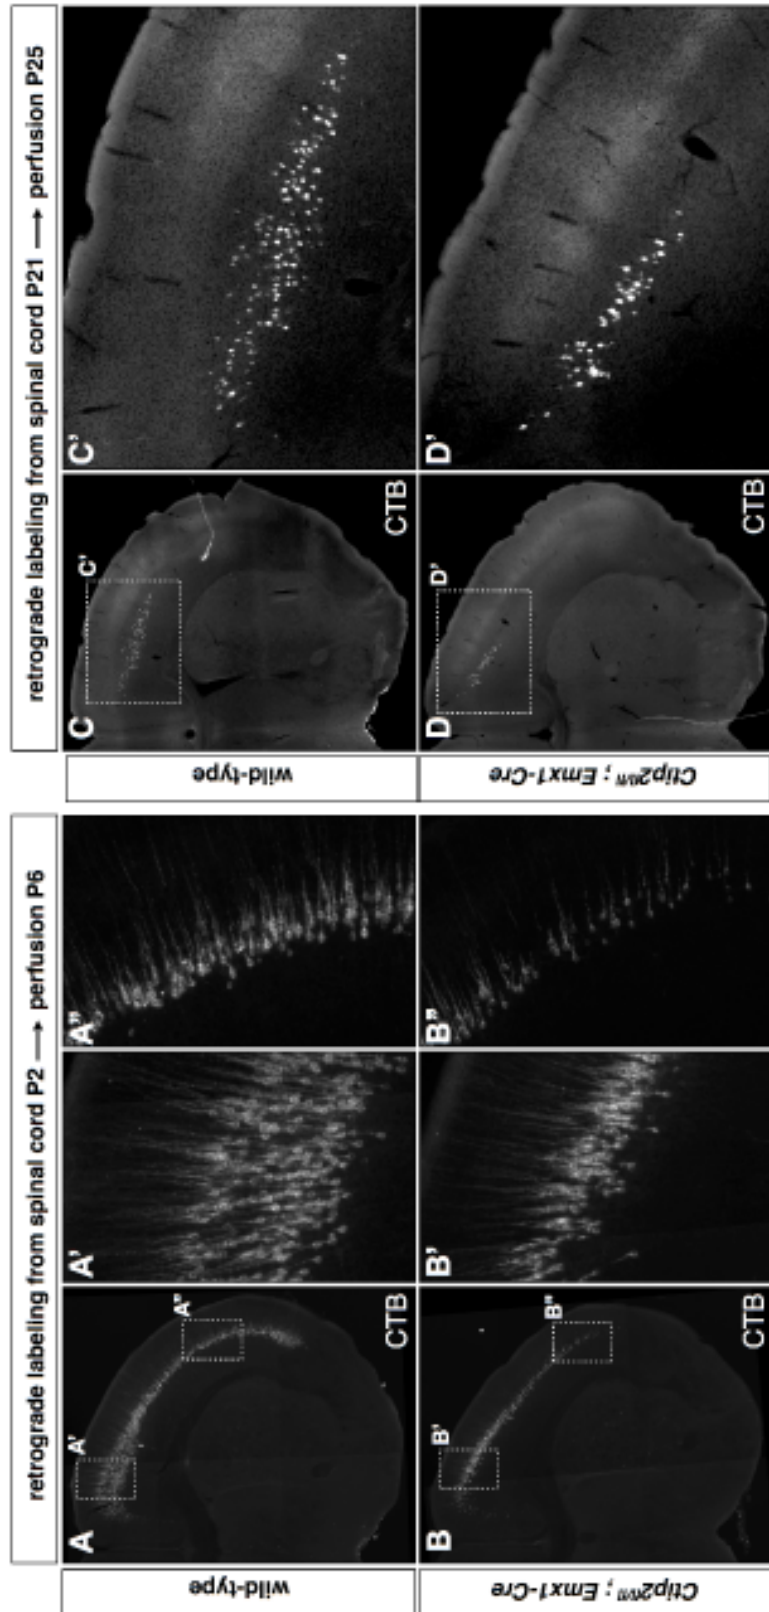 retrograde labeling from spinal cord P2 ⟶ perfusion P6
wild-type
A
A'
A"
CTB
A'
A"
Ctip2fl/fl ; Emx1-Cre
B
B'
B"
CTB
B'
B"
retrograde labeling from spinal cord P21 ⟶ perfusion P25
wild-type
C
C'
CTB
C'
Ctip2fl/fl ; Emx1-Cre
D
D'
CTB
D'